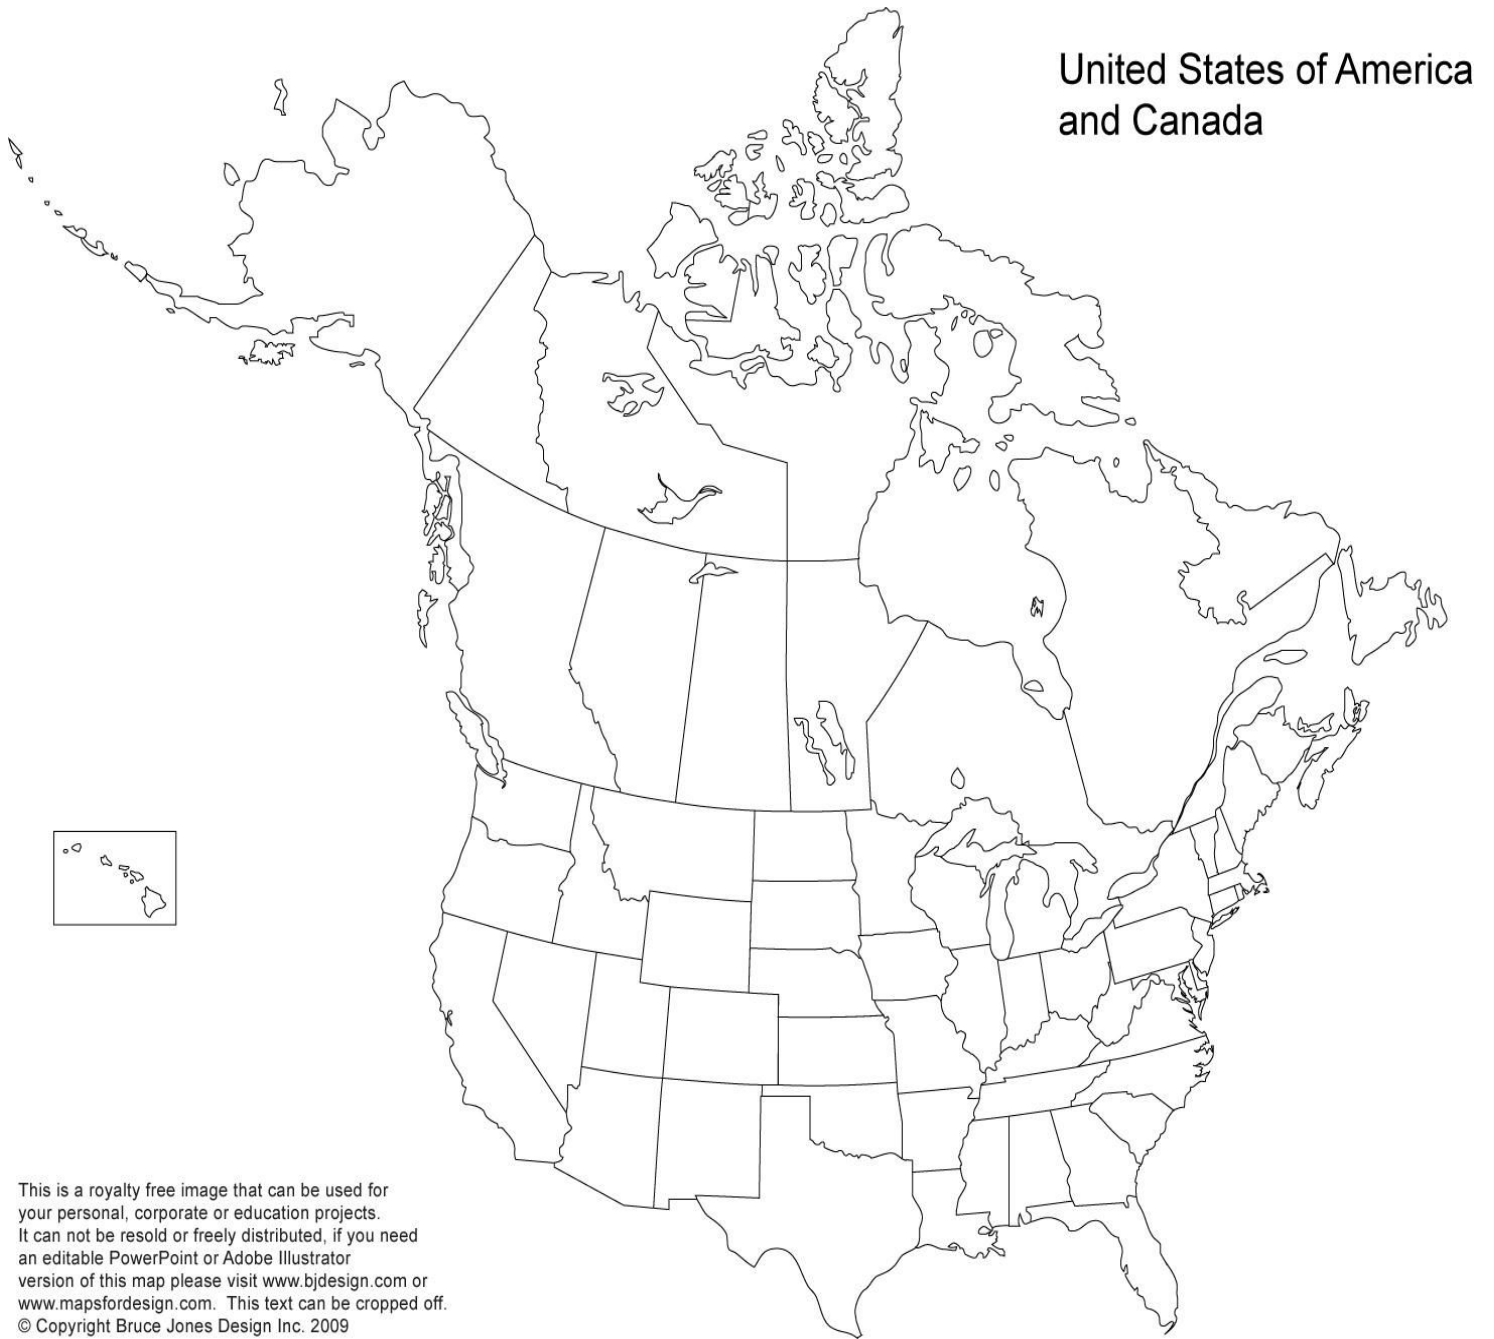 United States of America
and Canada
This is a royalty free image that can be used for
your personal, corporate or education projects.
It can not be resold or freely distributed, if you need
an editable PowerPoint or Adobe Illustrator
version of this map please visit www.bjdesign.com or
www.mapsfordesign.com.  This text can be cropped off.
© Copyright Bruce Jones Design Inc. 2009